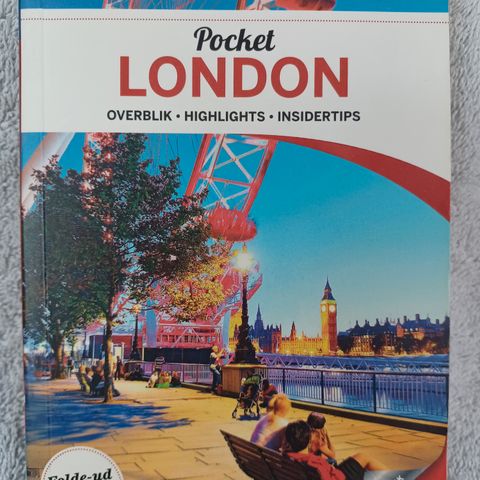 Pocket
LONDON
OVERBLIK • HIGHLIGHTS • INSIDERTIPS
Folde-ud